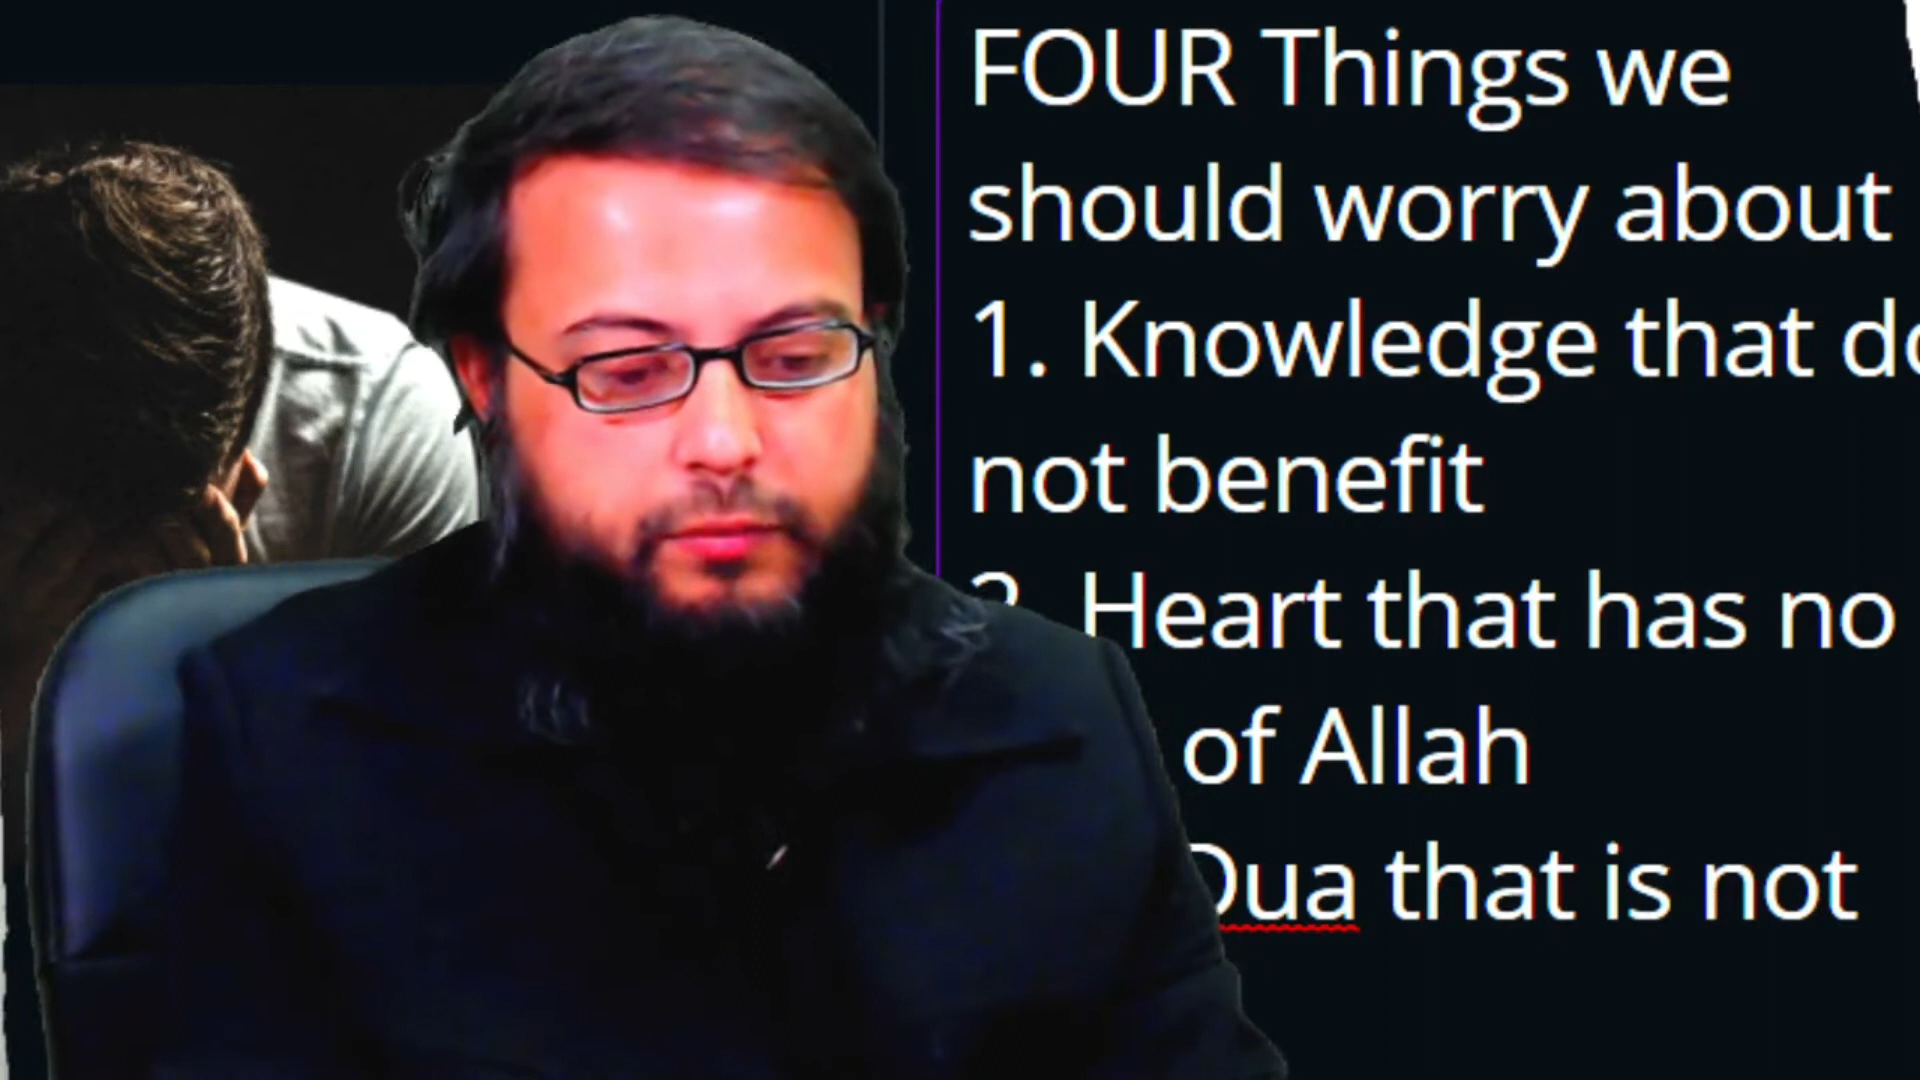 FOUR Things we
should worry about
1. Knowledge that
not benefit
Heart that has no
of Allah
Dua that is not